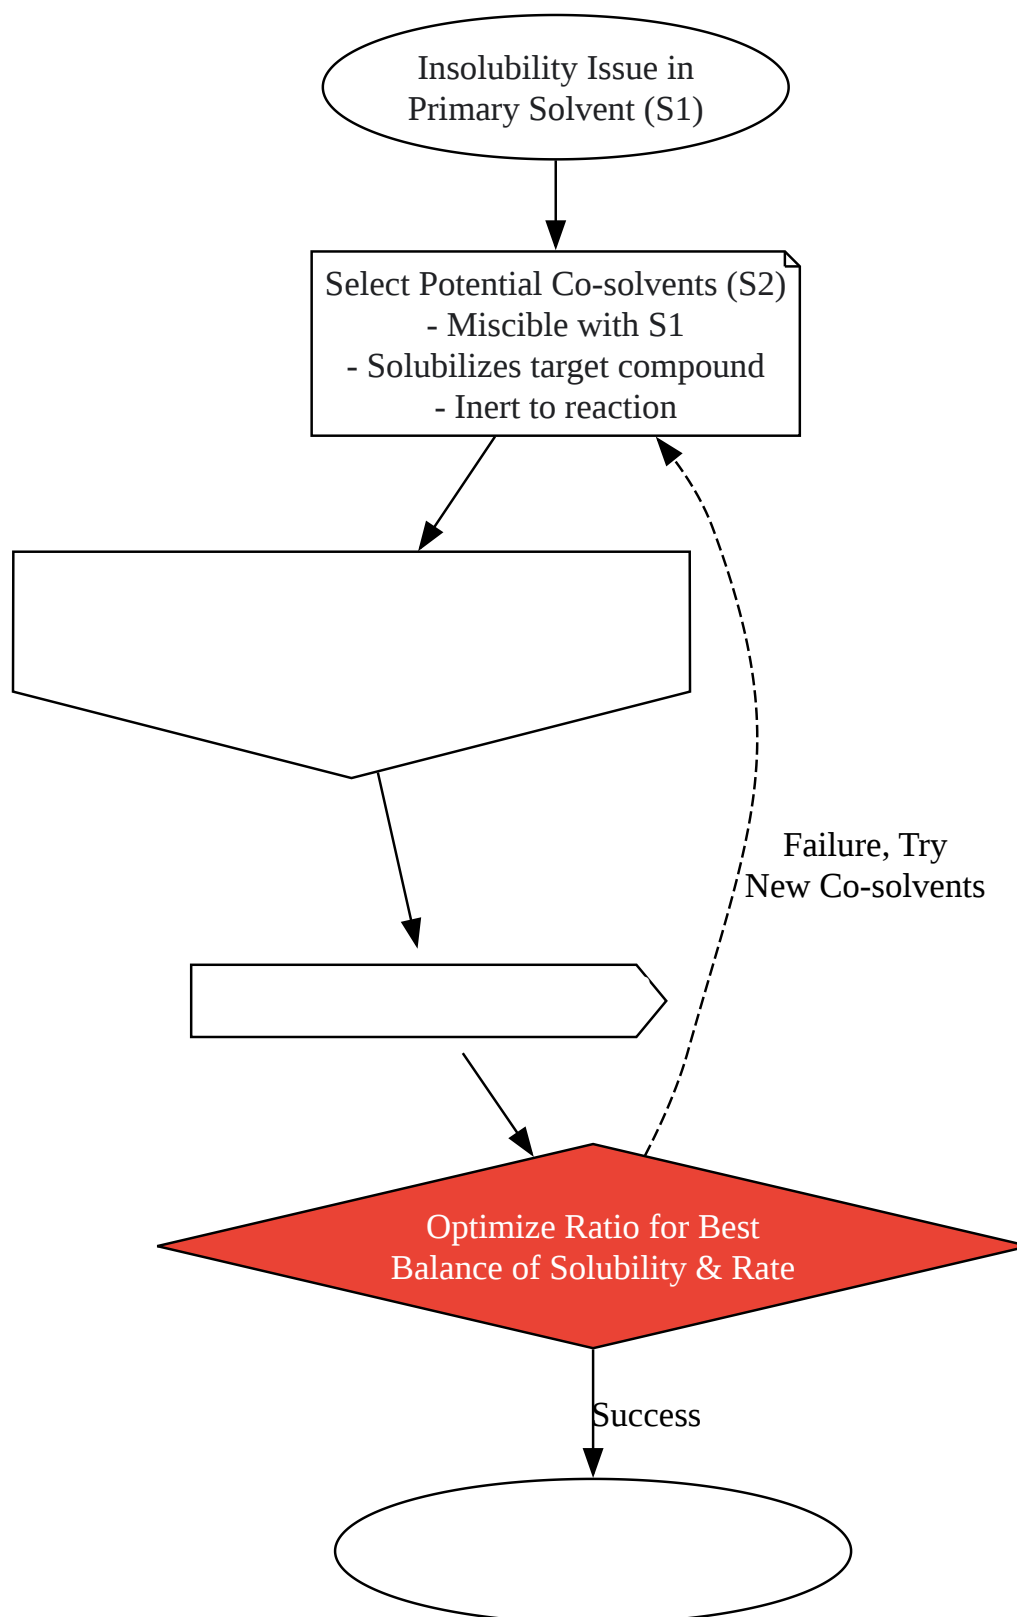 Insolubility Issue in
Primary Solvent (S1)
Select Potential Co-solvents (S2)
- Miscible with S1
- Solubilizes target compound
- Inert to reaction
Failure, Try
New Co-solvents
Optimize Ratio for Best
Balance of Solubility & Rate
Success